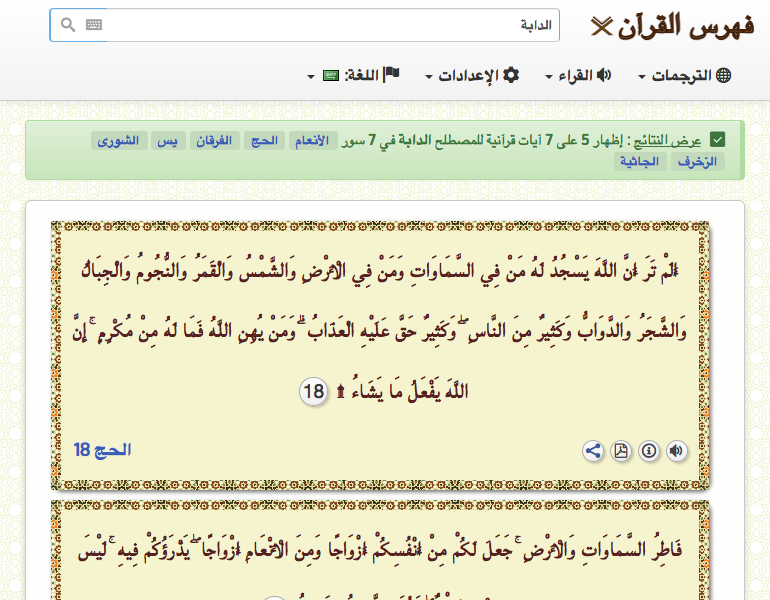 فهرس القرآن
الدابة
الترجمات القراء الإعدادات اللغة:
عرض النتائج : إظهار 5 على 7 آيات قرآنية للمصطلح الدابة في 7 سور الأنعام الحج الفرقان يس الشورى
الزخرف الجاثية
أَلَمْ تَرَ أَنَّ اللَّهَ يَسْجُدُ لَهُ مَنْ فِي السَّمَاوَاتِ وَمَنْ فِي الْأَرْضِ وَالشَّمْسُ وَالْقَمَرُ وَالنُّجُومُ وَالْجِبَالُ
وَالشَّجَرُ وَالدَّوَابُّ وَكَثِيرٌ مِنَ النَّاسِ ۖ وَكَثِيرٌ حَقَّ عَلَيْهِ الْعَذَابُ ۗ وَمَنْ يُهِنِ اللَّهُ فَمَا لَهُ مِنْ مُكْرِمٍ ۚ إِنَّ
اللَّهَ يَفْعَلُ مَا يَشَاءُ ۩ 18
الحج 18
فَاطِرُ السَّمَاوَاتِ وَالْأَرْضِ ۚ جَعَلَ لَكُمْ مِنْ أَنْفُسِكُمْ أَزْوَاجًا وَمِنَ الْأَنْعَامِ أَزْوَاجًا ۖ يَذْرَؤُكُمْ فِيهِ ۚ لَيْسَ